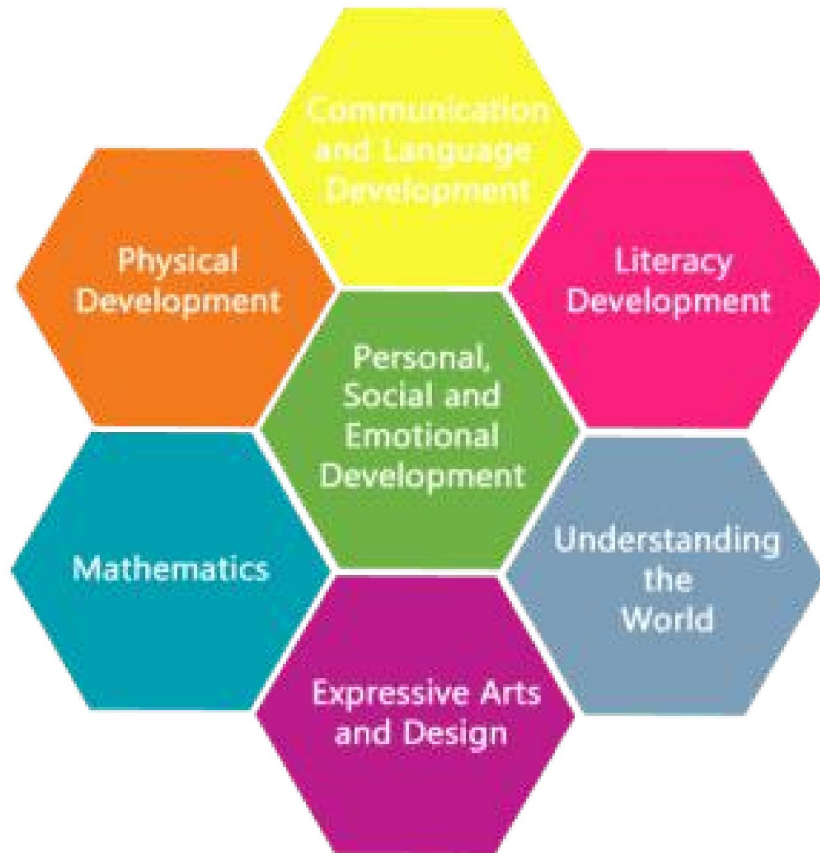 Communication
and Language
Development
Physical
Development
Literacy
Development
Personal,
Social and
Emotional
Development
Mathematics
Understanding
the
World
Expressive Arts
and Design